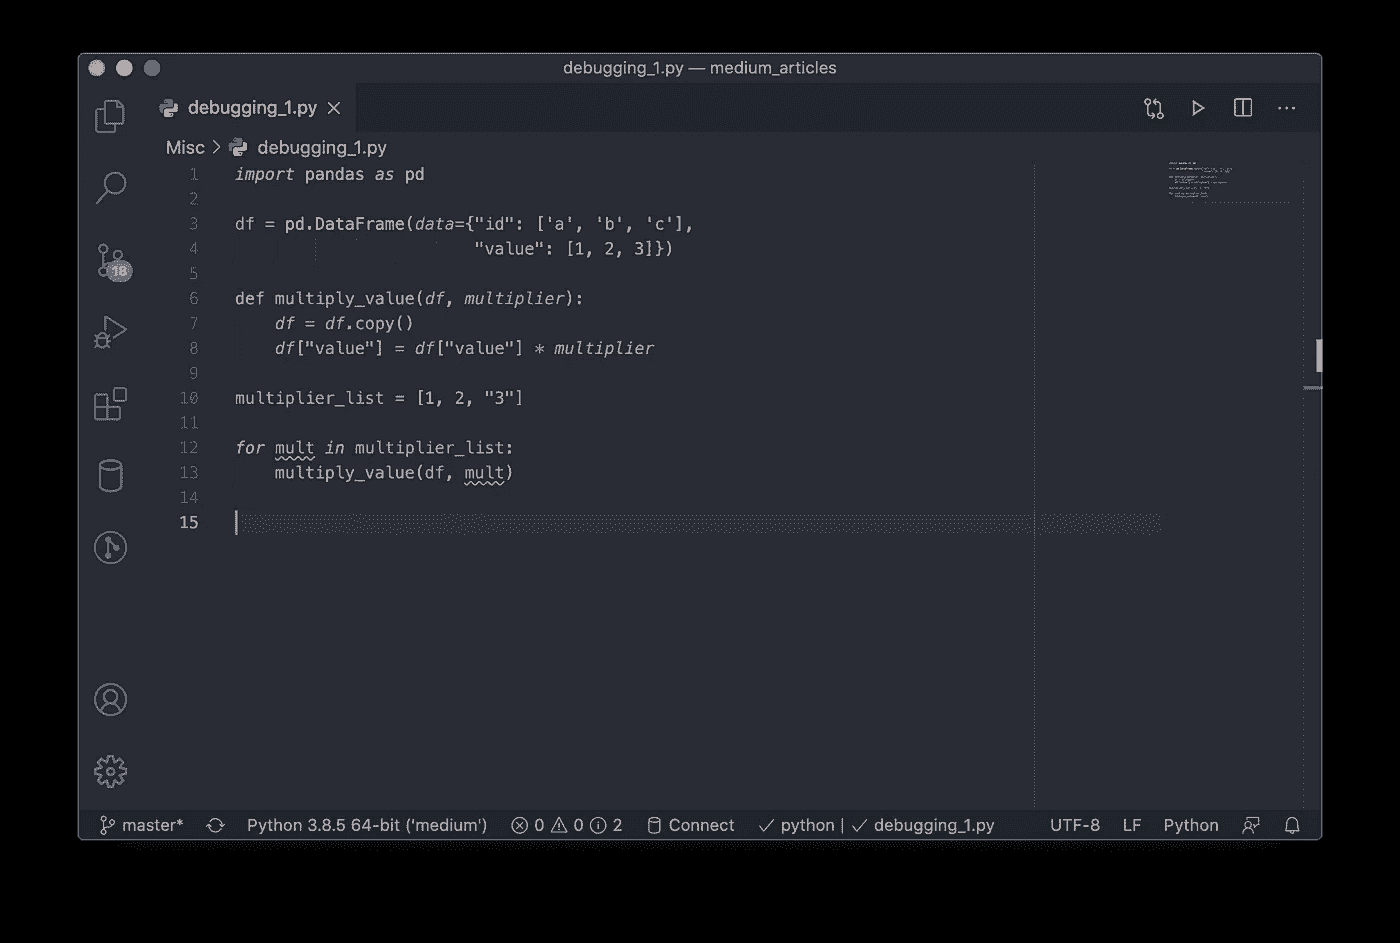 debugging_1.py — medium_articles
debugging_1.py
Misc > debugging_1.py
1 import pandas as pd
2
3 df = pd.DataFrame(data={"id": ['a', 'b', 'c'],
4                         "value": [1, 2, 3]})
5
6 def multiply_value(df, multiplier):
7     df = df.copy()
8     df["value"] = df["value"] * multiplier
9
10 multiplier_list = [1, 2, "3"]
11
12 for mult in multiplier_list:
13     multiply_value(df, mult)
14
15
18
master* Python 3.8.5 64-bit ('medium') 0 0 2 Connect ✓ python | ✓ debugging_1.py UTF-8 LF Python